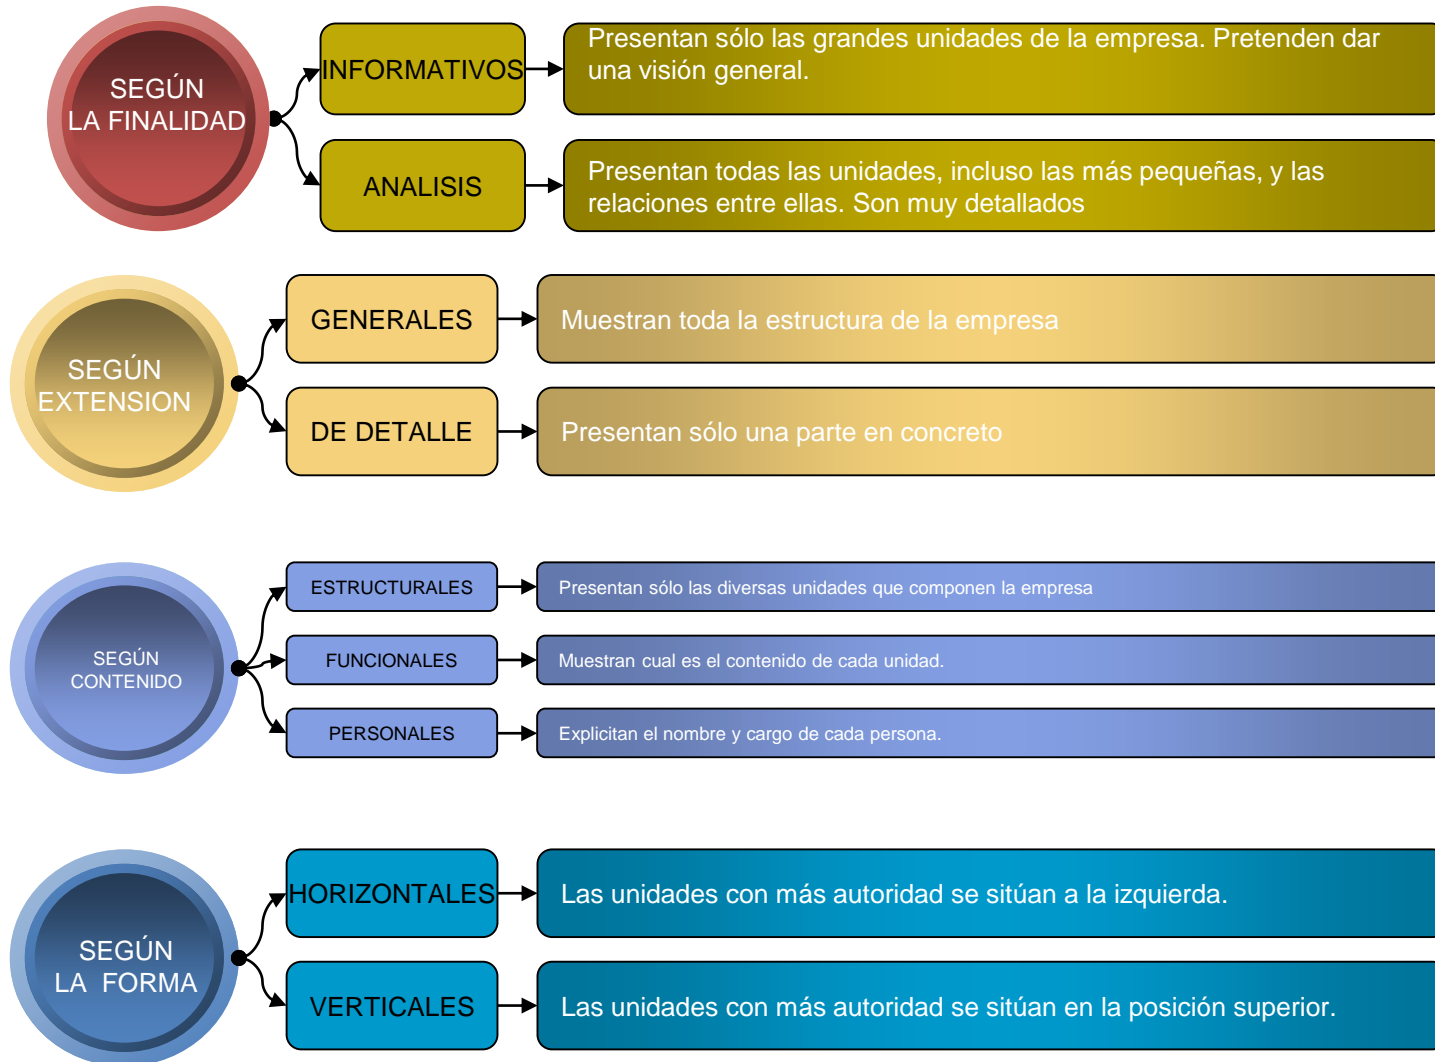 SEGÚN
LA FINALIDAD
INFORMATIVOS
Presentan sólo las grandes unidades de la empresa. Pretenden dar
una visión general.
ANALISIS
Presentan todas las unidades, incluso las más pequeñas, y las
relaciones entre ellas. Son muy detallados
SEGÚN
EXTENSION
GENERALES
Muestran toda la estructura de la empresa
DE DETALLE
Presentan sólo una parte en concreto
SEGÚN
CONTENIDO
ESTRUCTURALES
Presentan sólo las diversas unidades que componen la empresa
FUNCIONALES
Muestran cual es el contenido de cada unidad.
PERSONALES
Explicitan el nombre y cargo de cada persona.
SEGÚN
LA FORMA
HORIZONTALES
Las unidades con más autoridad se sitúan a la izquierda.
VERTICALES
Las unidades con más autoridad se sitúan en la posición superior.